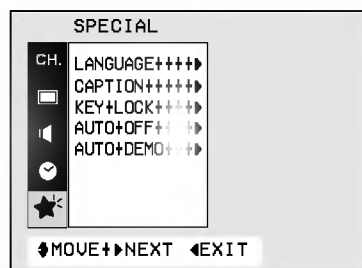 SPECIAL
CH.
LANGUAGE++++▶
CAPTION+++++▶
KEY+LOCK++++▶
AUTO+OFF++++▶
AUTO+DEMO+++▶
♦MOVE+▶NEXT ◀EXIT